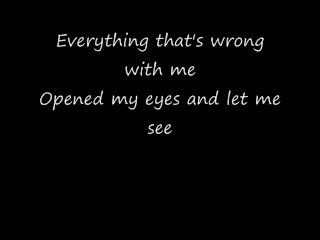 Everything that's wrong
with me
Opened my eyes and let me
see